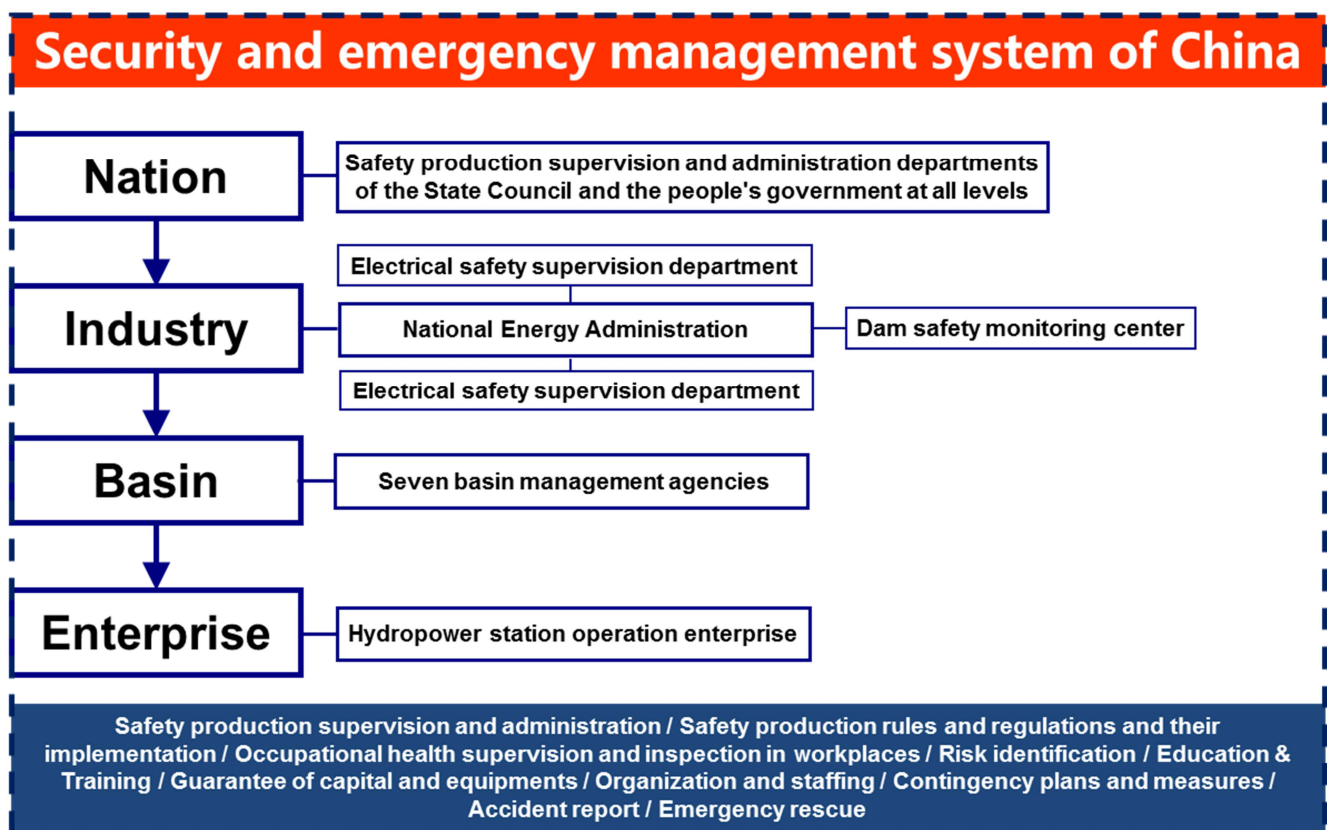 Security and emergency management system of China
Nation
Safety production supervision and administration departments
of the State Council and the people's government at all levels
Electrical safety supervision department
Industry
National Energy Administration
Dam safety monitoring center
Electrical safety supervision department
Basin
Seven basin management agencies
Enterprise
Hydropower station operation enterprise
Safety production supervision and administration / Safety production rules and regulations and their
implementation / Occupational health supervision and inspection in workplaces / Risk identification / Education &
Training / Guarantee of capital and equipments / Organization and staffing / Contingency plans and measures /
Accident report / Emergency rescue